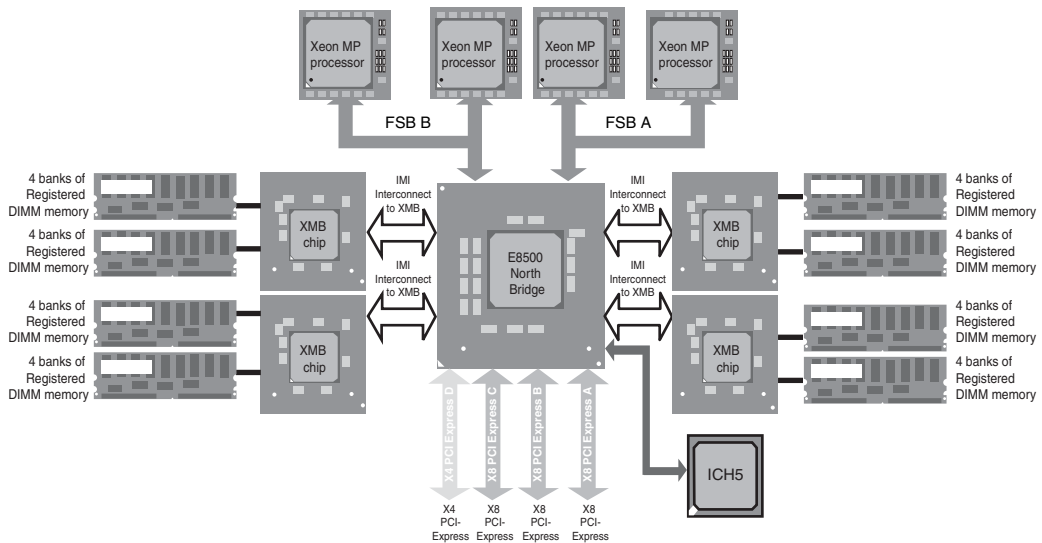 Xeon MP
processor
Xeon MP
processor
Xeon MP
processor
Xeon MP
processor
FSB B
FSB A
4 banks of
Registered
DIMM memory
4 banks of
Registered
DIMM memory
XMB
chip
IMI
Interconnect
to XMB
E8500
North
Bridge
IMI
Interconnect
to XMB
XMB
chip
4 banks of
Registered
DIMM memory
4 banks of
Registered
DIMM memory
4 banks of
Registered
DIMM memory
4 banks of
Registered
DIMM memory
XMB
chip
IMI
Interconnect
to XMB
IMI
Interconnect
to XMB
XMB
chip
4 banks of
Registered
DIMM memory
4 banks of
Registered
DIMM memory
X4 PCI Express D
X8 PCI Express C
X8 PCI Express B
X8 PCI Express A
ICH5
X4
PCI-
Express
X8
PCI-
Express
X8
PCI-
Express
X8
PCI-
Express